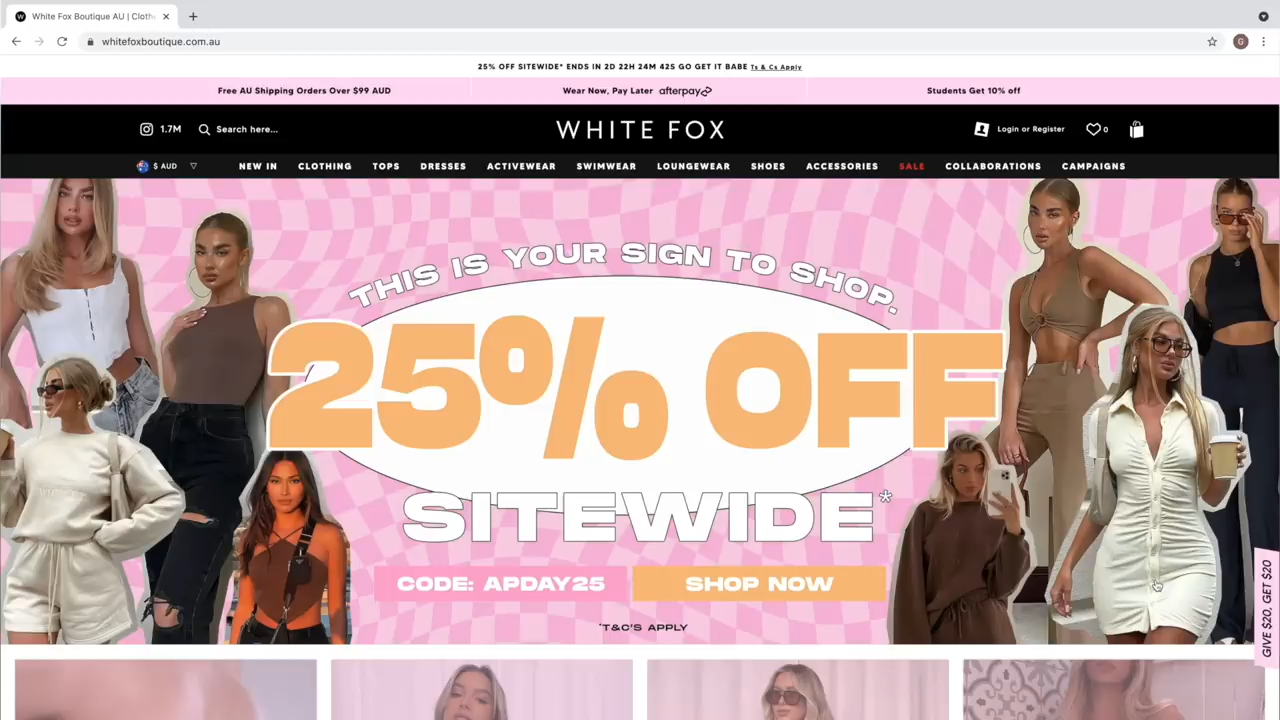 White Fox Boutique AU | Cloth
whitefoxboutique.com.au
G
25% OFF SITEWIDE* ENDS IN 2D 22H 24M 42S GO GET IT BABE Ts & Cs Apply
Free AU Shipping Orders Over $99 AUD
Wear Now, Pay Later afterpay
Students Get 10% off
1.7M
Search here...
WHITE FOX
Login or Register
0
$ AUD
NEW IN CLOTHING TOPS DRESSES ACTIVEWEAR SWIMWEAR LOUNGEWEAR SHOES ACCESSORIES SALE COLLABORATIONS CAMPAIGNS
THIS IS YOUR SIGN TO SHOP.
25% OFF
SITEWIDE*
CODE: APDAY25
SHOP NOW
*T&C'S APPLY
GIVE $20, GET $20